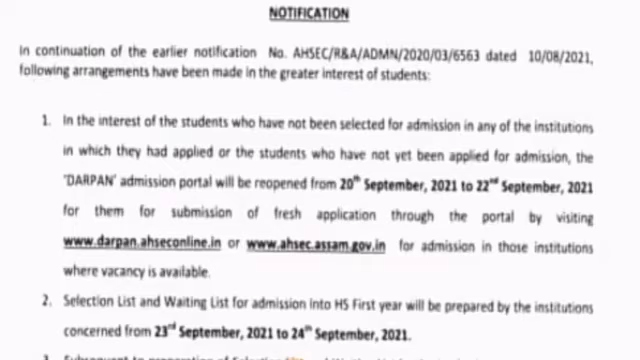 NOTIFICATION
In continuation of the earlier notification No. AHSEC/R&A/ADMN/2020/03/6563 dated 10/08/2021,
following arrangements have been made in the greater interest of students:
1. In the interest of the students who have not been selected for admission in any of the institutions
in which they had applied or the students who have not yet been applied for admission, the
'DARPAN' admission portal will be reopened from 20th September, 2021 to 22nd September, 2021
for them for submission of fresh application through the portal by visiting
www.darpan.ahseconline.in or www.ahsec.assam.gov.in for admission in those institutions
where vacancy is available.
2. Selection List and Waiting List for admission into HS First year will be prepared by the institutions
concerned from 23rd September, 2021 to 24th September, 2021.